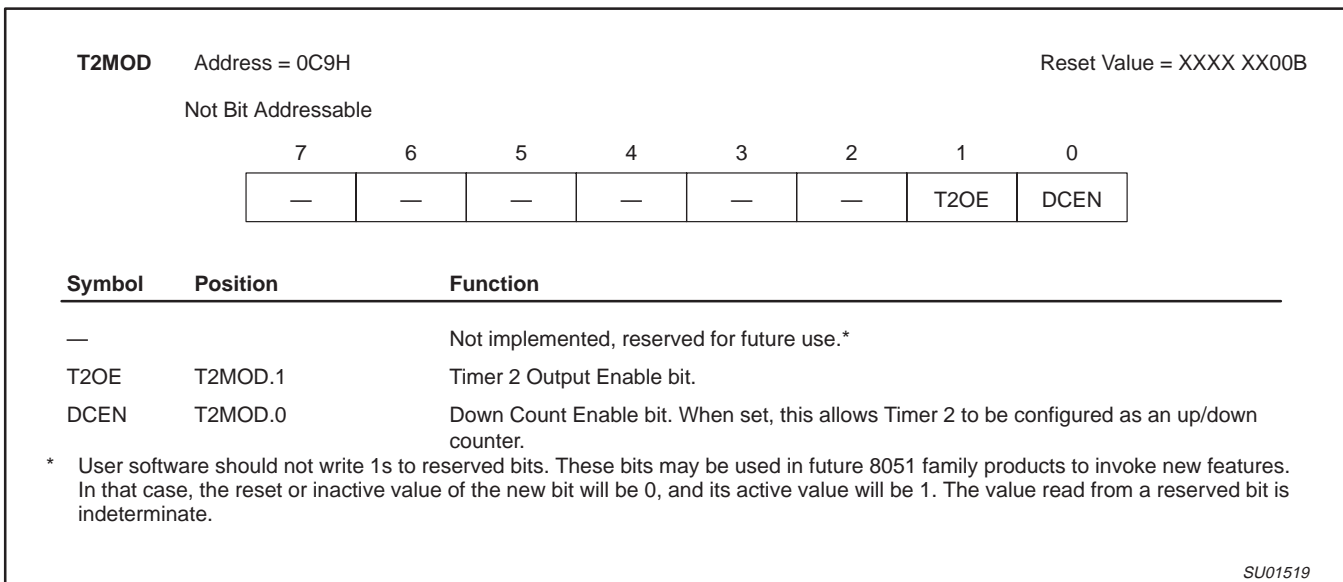 T2MOD Address = 0C9H Reset Value = XXXX XX00B
Not Bit Addressable
7 6 5 4 3 2 1 0
— — — — — — T2OE DCEN
Symbol Position Function
— Not implemented, reserved for future use.*
T2OE T2MOD.1 Timer 2 Output Enable bit.
DCEN T2MOD.0 Down Count Enable bit. When set, this allows Timer 2 to be configured as an up/down
counter.
* User software should not write 1s to reserved bits. These bits may be used in future 8051 family products to invoke new features.
In that case, the reset or inactive value of the new bit will be 0, and its active value will be 1. The value read from a reserved bit is
indeterminate.
SU01519